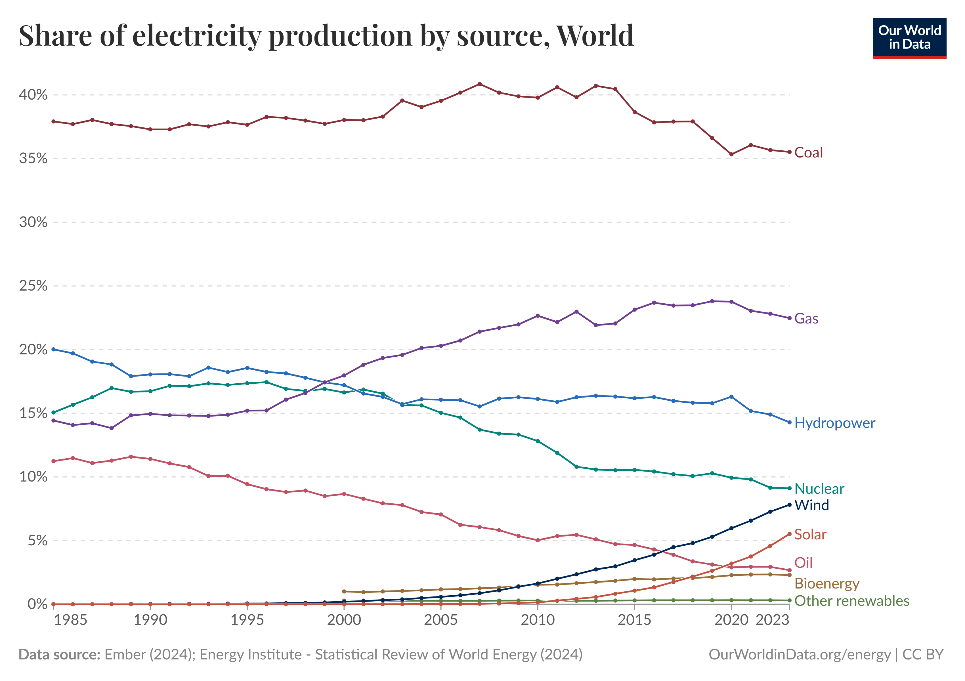 Share of electricity production by source, World
Our World
in Data
40%
35%
30%
25%
20%
15%
10%
5%
0%
Coal
Gas
Hydropower
Nuclear
Wind
Solar
Oil
Bioenergy
Other renewables
1985 1990 1995 2000 2005 2010 2015 2020 2023
Data source: Ember (2024); Energy Institute - Statistical Review of World Energy (2024)
OurWorldinData.org/energy | CC BY